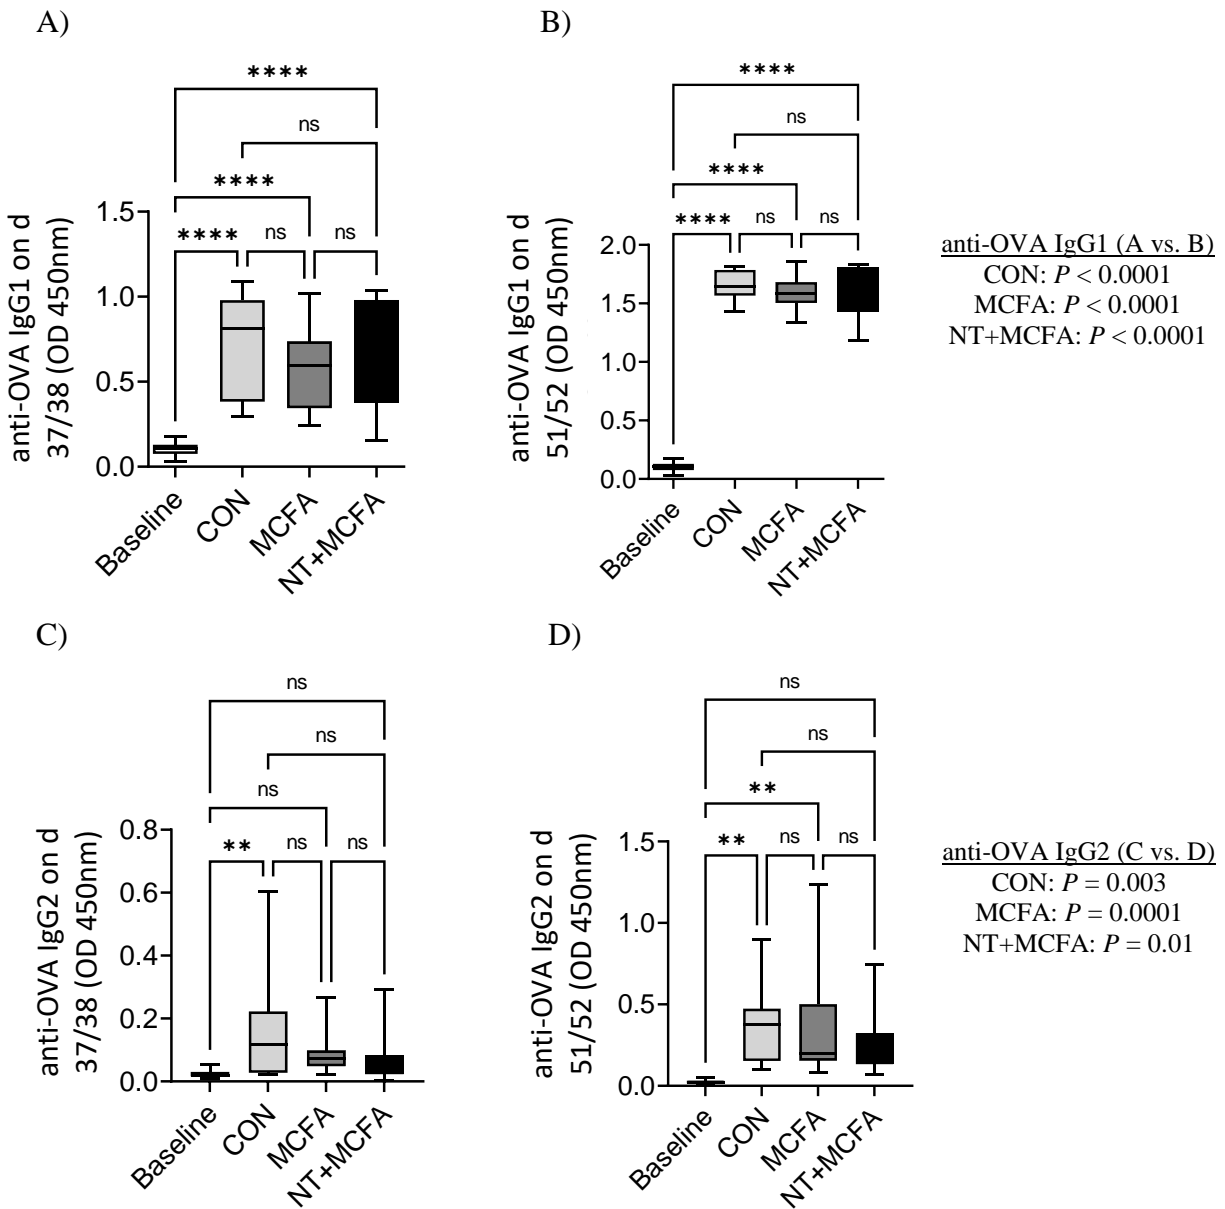 A)
****
ns
****
****
ns
ns
anti-OVA IgG1 on d
37/38 (OD 450nm)
1.5
1.0
0.5
0.0
Baseline
CON
MCFA
NT+MCFA
B)
****
ns
****
****
ns
ns
anti-OVA IgG1 on d
51/52 (OD 450nm)
2.0
1.5
1.0
0.5
0.0
Baseline
CON
MCFA
NT+MCFA
anti-OVA IgG1 (A vs. B)
CON: P < 0.0001
MCFA: P < 0.0001
NT+MCFA: P < 0.0001
C)
ns
ns
ns
**
ns
ns
anti-OVA IgG2 on d
37/38 (OD 450nm)
0.8
0.6
0.4
0.2
0.0
Baseline
CON
MCFA
NT+MCFA
D)
ns
ns
**
**
ns
ns
anti-OVA IgG2 on d
51/52 (OD 450nm)
1.5
1.0
0.5
0.0
Baseline
CON
MCFA
NT+MCFA
anti-OVA IgG2 (C vs. D)
CON: P = 0.003
MCFA: P = 0.0001
NT+MCFA: P = 0.01